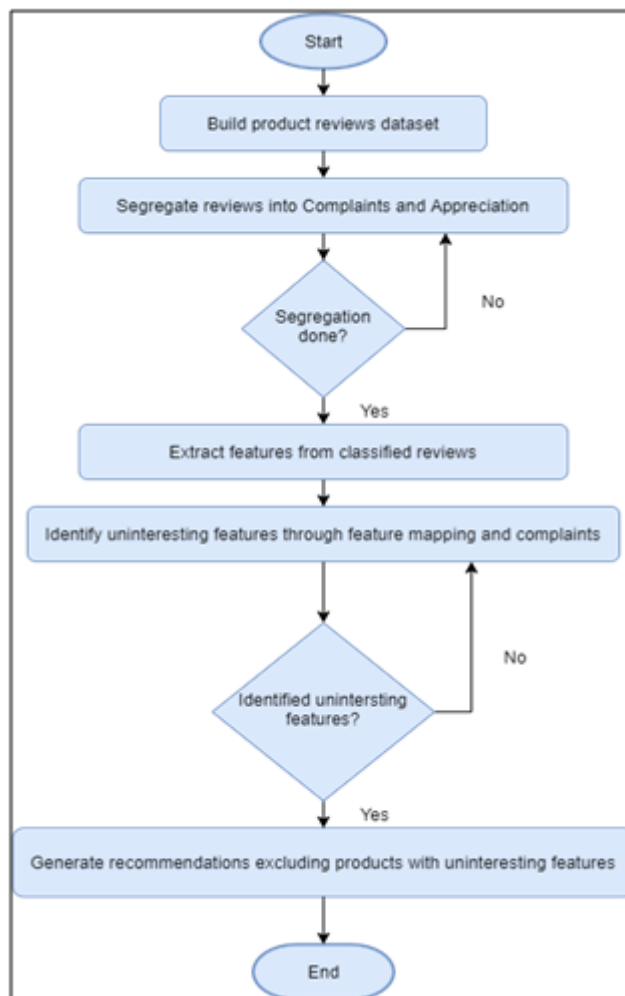 Start
Build product reviews dataset
Segregate reviews into Complaints and Appreciation
Segregation
done?
No
Yes
Extract features from classified reviews
Identify uninteresting features through feature mapping and complaints
Identified unintersting
features?
No
Yes
Generate recommendations excluding products with uninteresting features
End